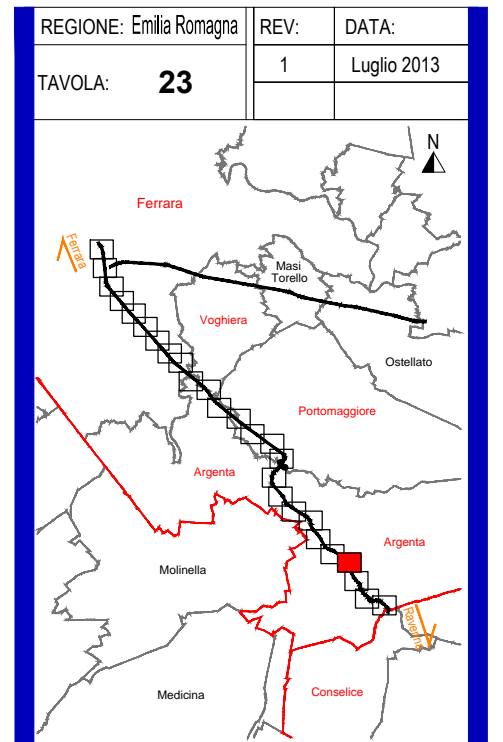 REGIONE: Emilia Romagna
REV:
DATA:
TAVOLA: 23
1
Luglio 2013
N
Ferrara
Ferrara
Masi
Torello
Voghiera
Ostellato
Portomaggiore
Argenta
Argenta
Molinella
Ravenna
Medicina
Conselice